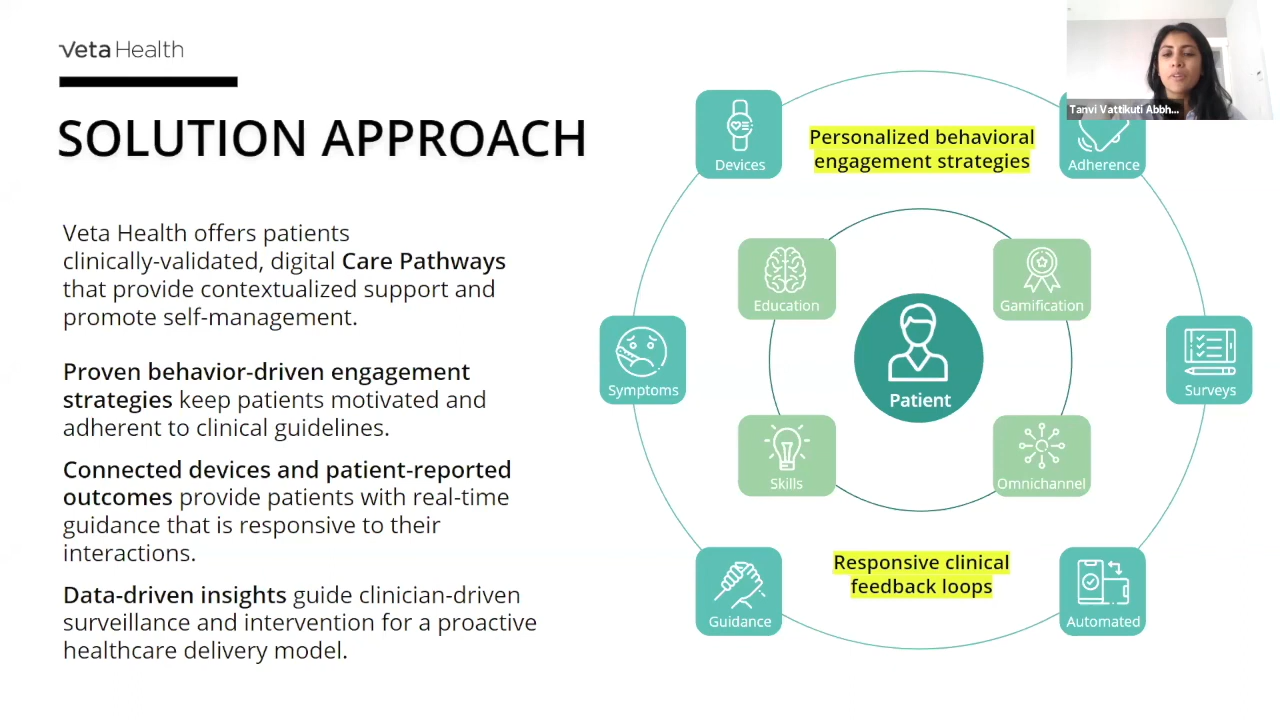 Veta Health
SOLUTION APPROACH
Veta Health offers patients
clinically-validated, digital Care Pathways
that provide contextualized support and
promote self-management.
Proven behavior-driven engagement
strategies keep patients motivated and
adherent to clinical guidelines.
Connected devices and patient-reported
outcomes provide patients with real-time
guidance that is responsive to their
interactions.
Data-driven insights guide clinician-driven
surveillance and intervention for a proactive
healthcare delivery model.
Tanvi Vattikuti Abbh...
Devices
Personalized behavioral
engagement strategies
Adherence
Education
Gamification
Symptoms
Patient
Surveys
Skills
Omnichannel
Responsive clinical
feedback loops
Guidance
Automated